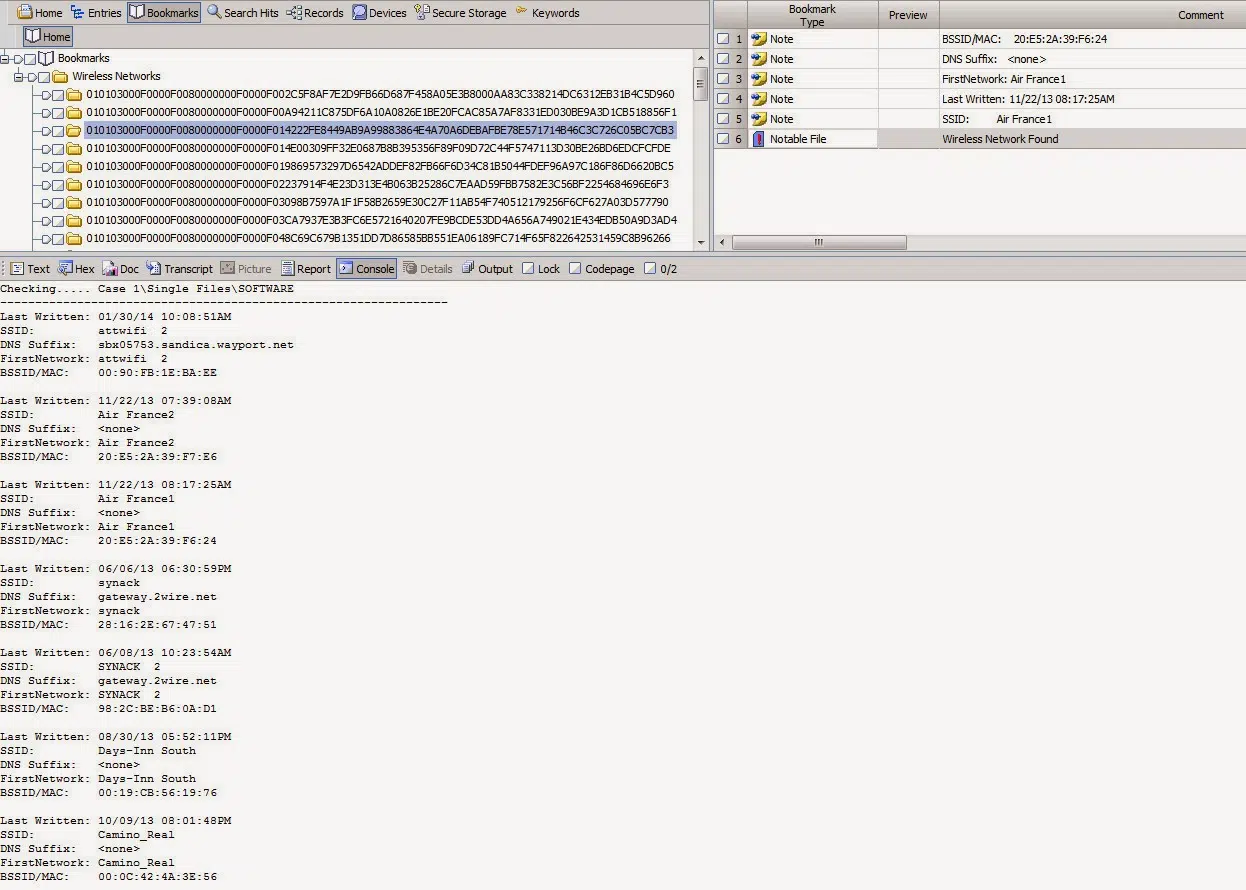 Home Entries Bookmarks Search Hits Records Devices Secure Storage Keywords
Home
Bookmarks
Wireless Networks
010103000F0000F0080000000F0000F002C5F8AF7E2D9FB66D687F458A05E3B8000AA83C338214DC6312EB31B4C5D960
010103000F0000F0080000000F0000F00A94211C875DF6A10A0826E1BE20FCAC85A7AF8331ED030BE9A3D1CB518856F1
010103000F0000F0080000000F0000F014222FE8449AB9A99883864E4A70A6DEBAFBE78E571714B46C3C726C05BC7CB3
010103000F0000F0080000000F0000F014E00309FF32E0687B8B395356F89F09D72C44F5747113D30BE26BD6EDCFCFDE
010103000F0000F0080000000F0000F019869573297D6542ADDEF82FB66F6D34C81B5044FDEF96A97C186F86D6620BC5
010103000F0000F0080000000F0000F02237914F4E23D313E4B063B25286C7EAAD59FBB7582E3C56BF2254684696E6F3
010103000F0000F0080000000F0000F03098B7597A1F1F58B2659E30C27F11AB54F740512179256F6CF627A03D577790
010103000F0000F0080000000F0000F03CA7937E3B3FC6E5721640207FE9BCDE53DD4A656A749021E434EDB50A9D3AD4
010103000F0000F0080000000F0000F048C69C679B1351DD7D86585BB551EA06189FC714F65F822642531459C8B96266
Bookmark Type Preview Comment
1 Note BSSID/MAC: 20:E5:2A:39:F6:24
2 Note DNS Suffix: <none>
3 Note FirstNetwork: Air France1
4 Note Last Written: 11/22/13 08:17:25AM
5 Note SSID: Air France1
6 Notable File Wireless Network Found
Text Hex Doc Transcript Picture Report Console Details Output Lock Codepage 0/2
Checking..... Case 1\Single Files\SOFTWARE
----------------------------------------------------------------
Last Written: 01/30/14 10:08:51AM
SSID: attwifi 2
DNS Suffix: sbx05753.sandica.wayport.net
FirstNetwork: attwifi 2
BSSID/MAC: 00:90:FB:1E:BA:EE
Last Written: 11/22/13 07:39:08AM
SSID: Air France2
DNS Suffix: <none>
FirstNetwork: Air France2
BSSID/MAC: 20:E5:2A:39:F7:E6
Last Written: 11/22/13 08:17:25AM
SSID: Air France1
DNS Suffix: <none>
FirstNetwork: Air France1
BSSID/MAC: 20:E5:2A:39:F6:24
Last Written: 06/06/13 06:30:59PM
SSID: synack
DNS Suffix: gateway.2wire.net
FirstNetwork: synack
BSSID/MAC: 28:16:2E:67:47:51
Last Written: 06/08/13 10:23:54AM
SSID: SYNACK 2
DNS Suffix: gateway.2wire.net
FirstNetwork: SYNACK 2
BSSID/MAC: 98:2C:BE:B6:0A:D1
Last Written: 08/30/13 05:52:11PM
SSID: Days-Inn South
DNS Suffix: <none>
FirstNetwork: Days-Inn South
BSSID/MAC: 00:19:CB:56:19:76
Last Written: 10/09/13 08:01:48PM
SSID: Camino_Real
DNS Suffix: <none>
FirstNetwork: Camino_Real
BSSID/MAC: 00:0C:42:4A:3E:56